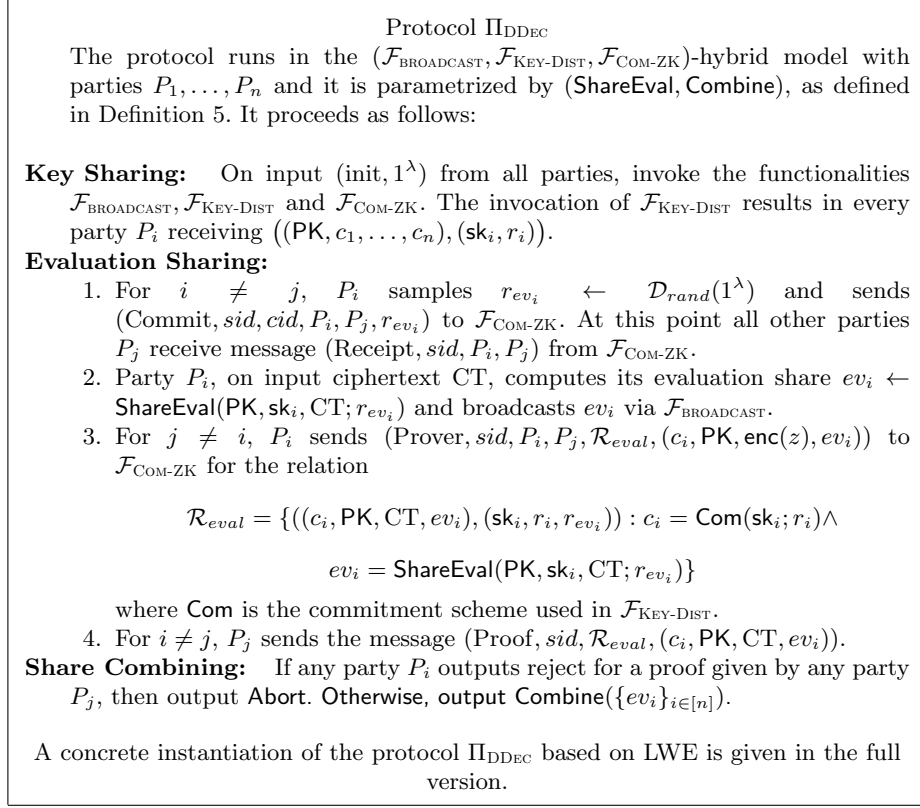 Protocol Π_DDEC
The protocol runs in the (F_BROADCAST, F_KEY-DIST, F_COM-ZK)-hybrid model with
parties P_1, . . . , P_n and it is parametrized by (ShareEval, Combine), as defined
in Definition 5. It proceeds as follows:
Key Sharing: On input (init, 1^λ) from all parties, invoke the functionalities
F_BROADCAST, F_KEY-DIST and F_COM-ZK. The invocation of F_KEY-DIST results in every
party P_i receiving ((PK, c_1, . . . , c_n), (sk_i, r_i)).
Evaluation Sharing:
1. For i ≠ j, P_i samples r_{ev_i} ← D_rand(1^λ) and sends
(Commit, sid, cid, P_i, P_j, r_{ev_i}) to F_COM-ZK. At this point all other parties
P_j receive message (Receipt, sid, P_i, P_j) from F_COM-ZK.
2. Party P_i, on input ciphertext CT, computes its evaluation share ev_i ←
ShareEval(PK, sk_i, CT; r_{ev_i}) and broadcasts ev_i via F_BROADCAST.
3. For j ≠ i, P_i sends (Prover, sid, P_i, P_j, R_eval, (c_i, PK, enc(z), ev_i)) to
F_COM-ZK for the relation
R_eval = {((c_i, PK, CT, ev_i), (sk_i, r_i, r_{ev_i})) : c_i = Com(sk_i; r_i)∧
ev_i = ShareEval(PK, sk_i, CT; r_{ev_i})}
where Com is the commitment scheme used in F_KEY-DIST.
4. For i ≠ j, P_j sends the message (Proof, sid, R_eval, (c_i, PK, CT, ev_i)).
Share Combining: If any party P_i outputs reject for a proof given by any party
P_j, then output Abort. Otherwise, output Combine({ev_i}_{i∈[n]}).
A concrete instantiation of the protocol Π_DDEC based on LWE is given in the full
version.